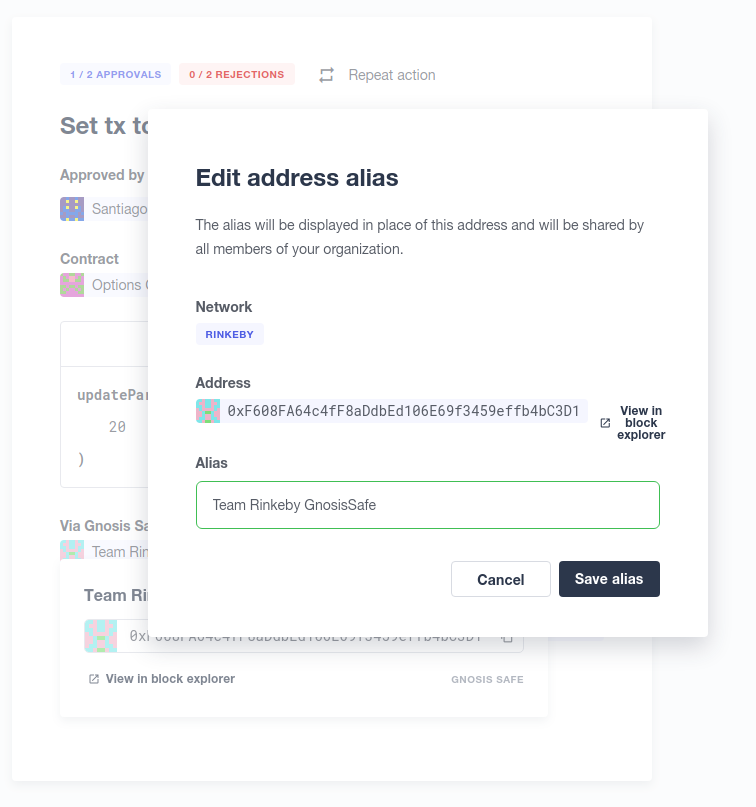 1 / 2 APPROVALS 0 / 2 REJECTIONS Repeat action
Set tx to
Approved by
Santiago
Contract
Options
updatePar
20
)
Via Gnosis Sa
Team Rin
Team Ri
View in block explorer GNOSIS SAFE
Edit address alias
The alias will be displayed in place of this address and will be shared by
all members of your organization.
Network
RINKEBY
Address
0xF608FA64c4fF8aDdbEd106E69f3459effb4bC3D1
View in
block
explorer
Alias
Team Rinkeby GnosisSafe
Cancel Save alias